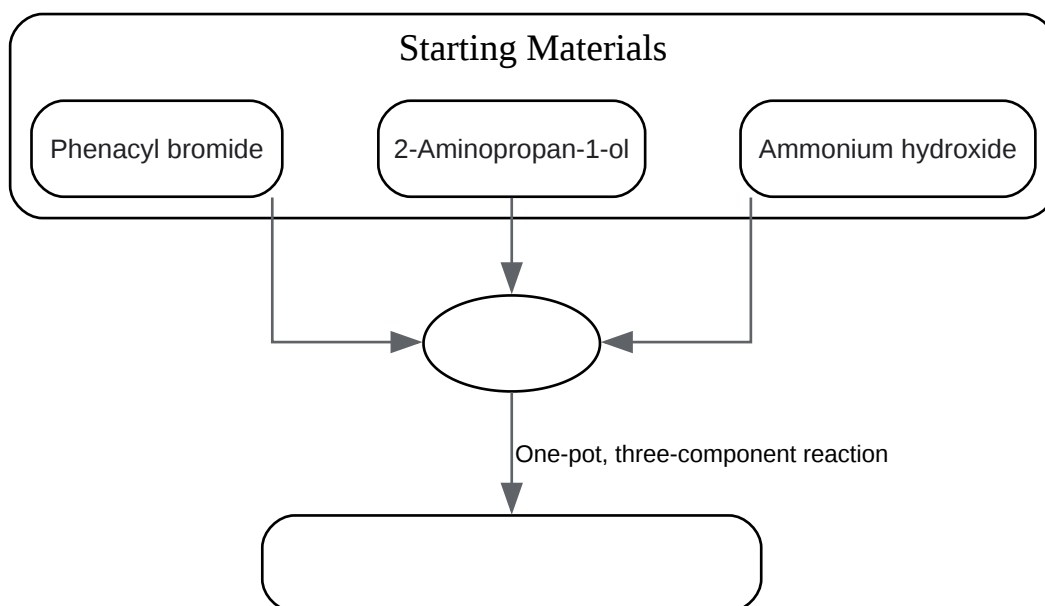 Starting Materials
Phenacyl bromide
2-Aminopropan-1-ol
Ammonium hydroxide
One-pot, three-component reaction